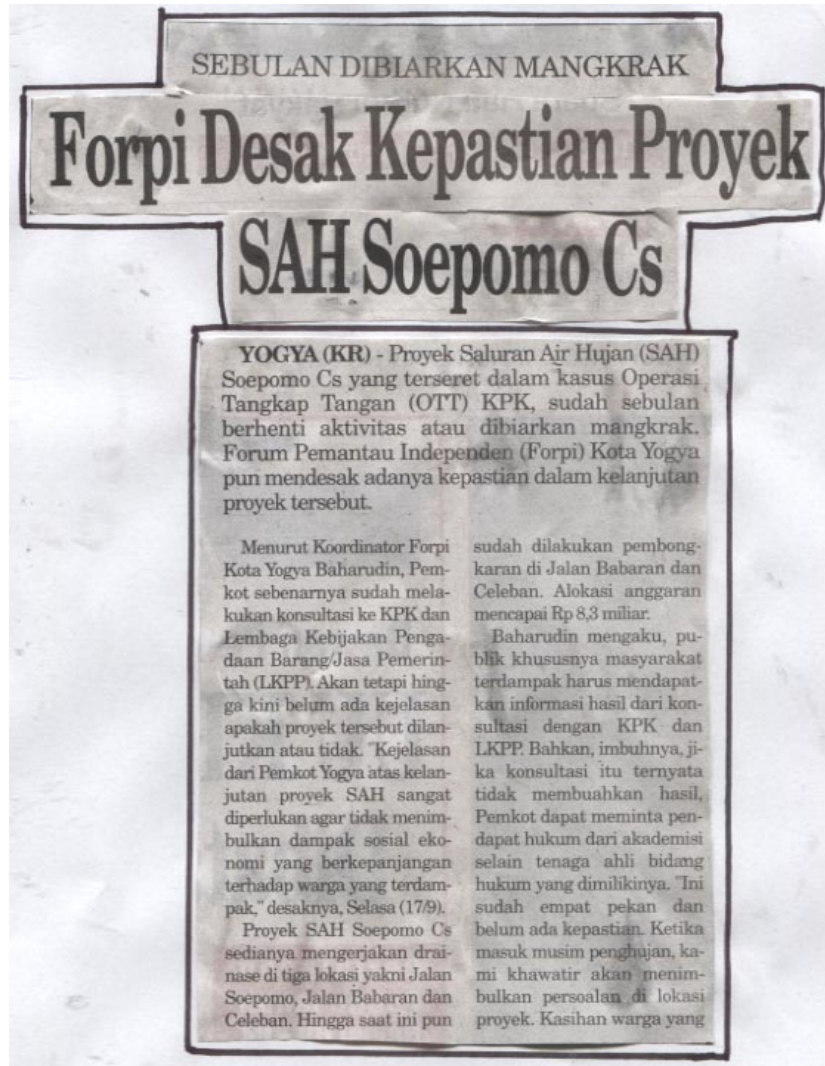 SEBULAN DIBIARKAN MANGKRAK
Forpi Desak Kepastian Proyek
SAH Soepomo Cs
YOGYA (KR) - Proyek Saluran Air Hujan (SAH)
Soepomo Cs yang terseret dalam kasus Operasi
Tangkap Tangan (OTT) KPK, sudah sebulan
berhenti aktivitas atau dibiarkan mangkrak.
Forum Pemantau Independen (Forpi) Kota Yogya
pun mendesak adanya kepastian dalam kelanjutan
proyek tersebut.
Menurut Koordinator Forpi
Kota Yogya Baharudin, Pem-
kot sebenarnya sudah mela-
kukan konsultasi ke KPK dan
Lembaga Kebijakan Penga-
daan Barang/Jasa Pemerin-
tah (LKPP). Akan tetapi hing-
ga kini belum ada kejelasan
apakah proyek tersebut dilan-
jutkan atau tidak. "Kejelasan
dari Pemkot Yogya atas kelan-
jutan proyek SAH sangat
diperlukan agar tidak menim-
bulkan dampak sosial eko-
nomi yang berkepanjangan
terhadap warga yang terdam-
pak," desaknya, Selasa (17/9).
Proyek SAH Soepomo Cs
sedianya mengerjakan drai-
nase di tiga lokasi yakni Jalan
Soepomo, Jalan Babaran dan
Celeban. Hingga saat ini pun
sudah dilakukan pembong-
karan di Jalan Babaran dan
Celeban. Alokasi anggaran
mencapai Rp 8,3 miliar.
Baharudin mengaku, pu-
blik khususnya masyarakat
terdampak harus mendapat-
kan informasi hasil dari kon-
sultasi dengan KPK dan
LKPP. Bahkan, imbuhnya, ji-
ka konsultasi itu ternyata
tidak membuahkan hasil,
Pemkot dapat meminta pen-
dapat hukum dari akademisi
selain tenaga ahli bidang
hukum yang dimilikinya. "Ini
sudah empat pekan dan
belum ada kepastian. Ketika
masuk musim penghujan, ka-
mi khawatir akan menim-
bulkan persoalan di lokasi
proyek. Kasihan warga yang